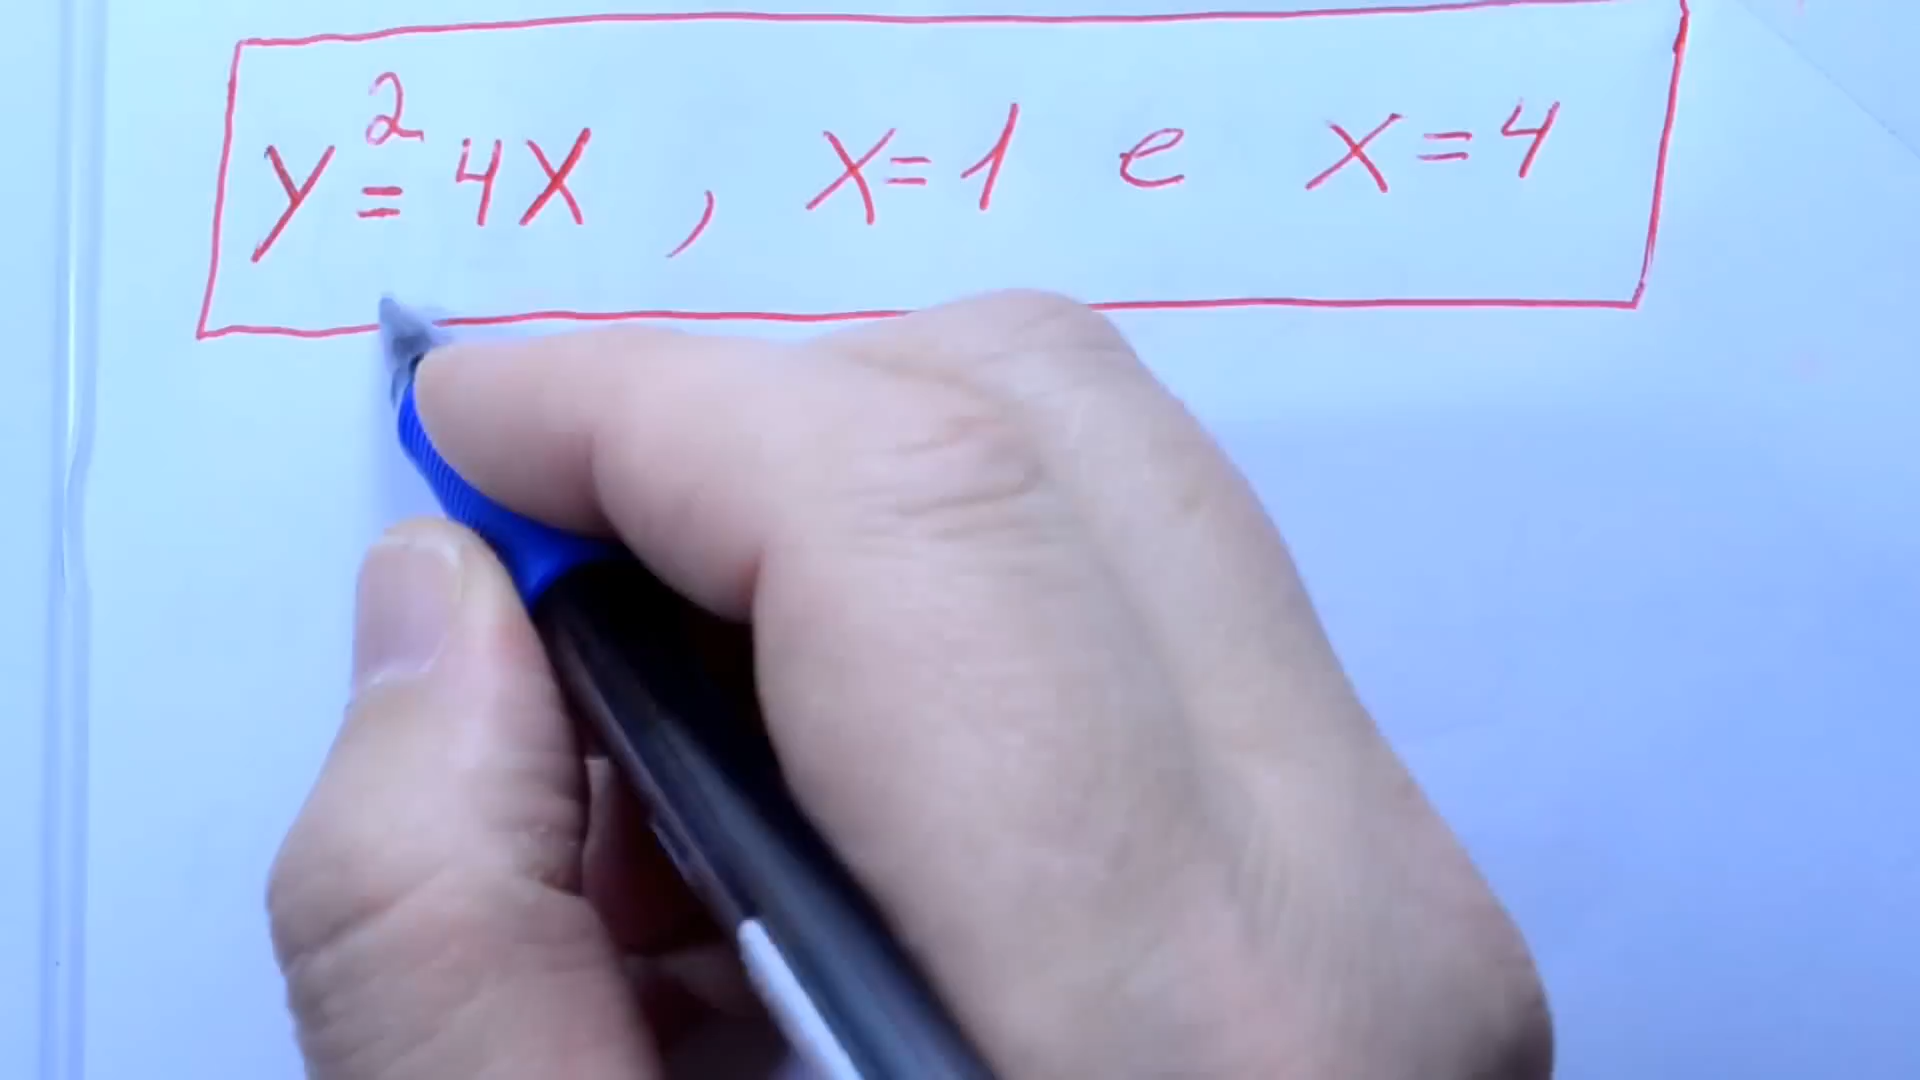 y² = 4x , x = 1 e x = 4